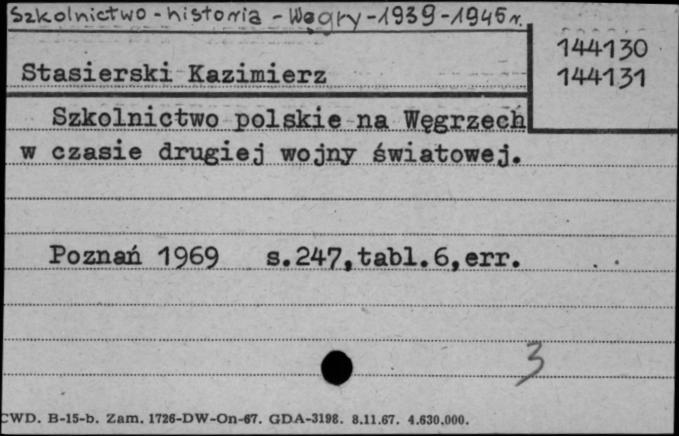 Szkolnictwo - historria - Węgry - 1939 - 1945 r.
144130
Stasierski Kazimierz
144131
Szkolnictwo polskie na Węgrzech
w czasie drugiej wojny światowej.
Poznań 1969 s.247,tabl.6,err.
3
CWD. B-15-b. Zam. 1726-DW-On-67. GDA-3198. 8.11.67. 4.630.000.